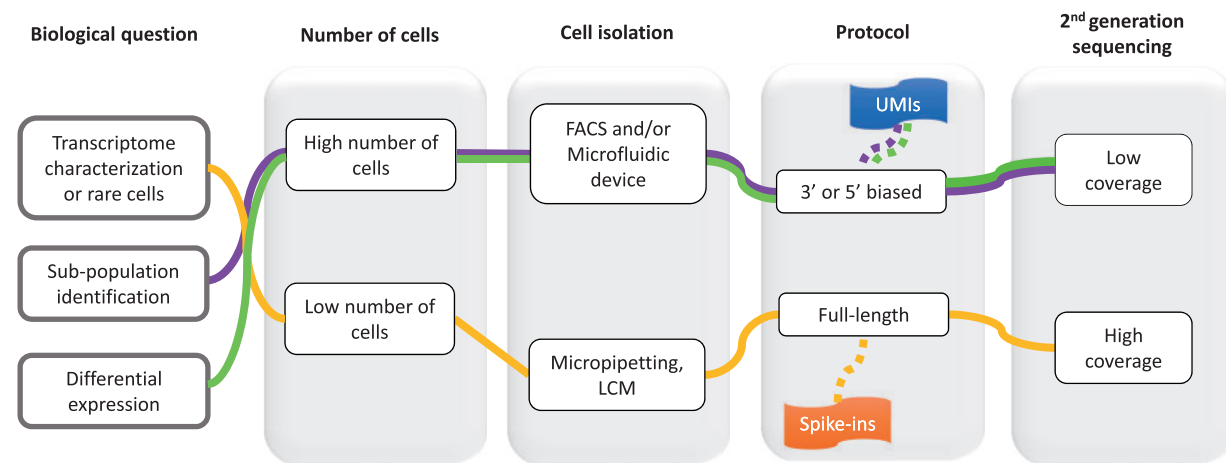 Biological question
Number of cells
Cell isolation
Protocol
2nd generation
sequencing
Transcriptome
characterization
or rare cells
Sub-population
identification
Differential
expression
High number of
cells
Low number of
cells
FACS and/or
Microfluidic
device
Micropipetting,
LCM
UMIs
3’ or 5’ biased
Full-length
Spike-ins
Low
coverage
High
coverage